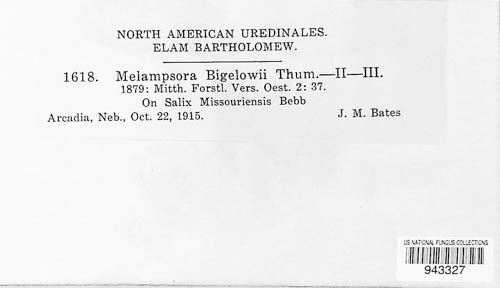 NORTH AMERICAN UREDINALES.
ELAM BARTHOLOMEW.
1618. Melampsora Bigelowii Thum.—II—III.
1879: Mitth. Forstl. Vers. Oest. 2: 37.
On Salix Missouriensis Bebb
Arcadia, Neb., Oct. 22, 1915. J. M. Bates
US NATIONAL FUNGUS COLLECTIONS
943327